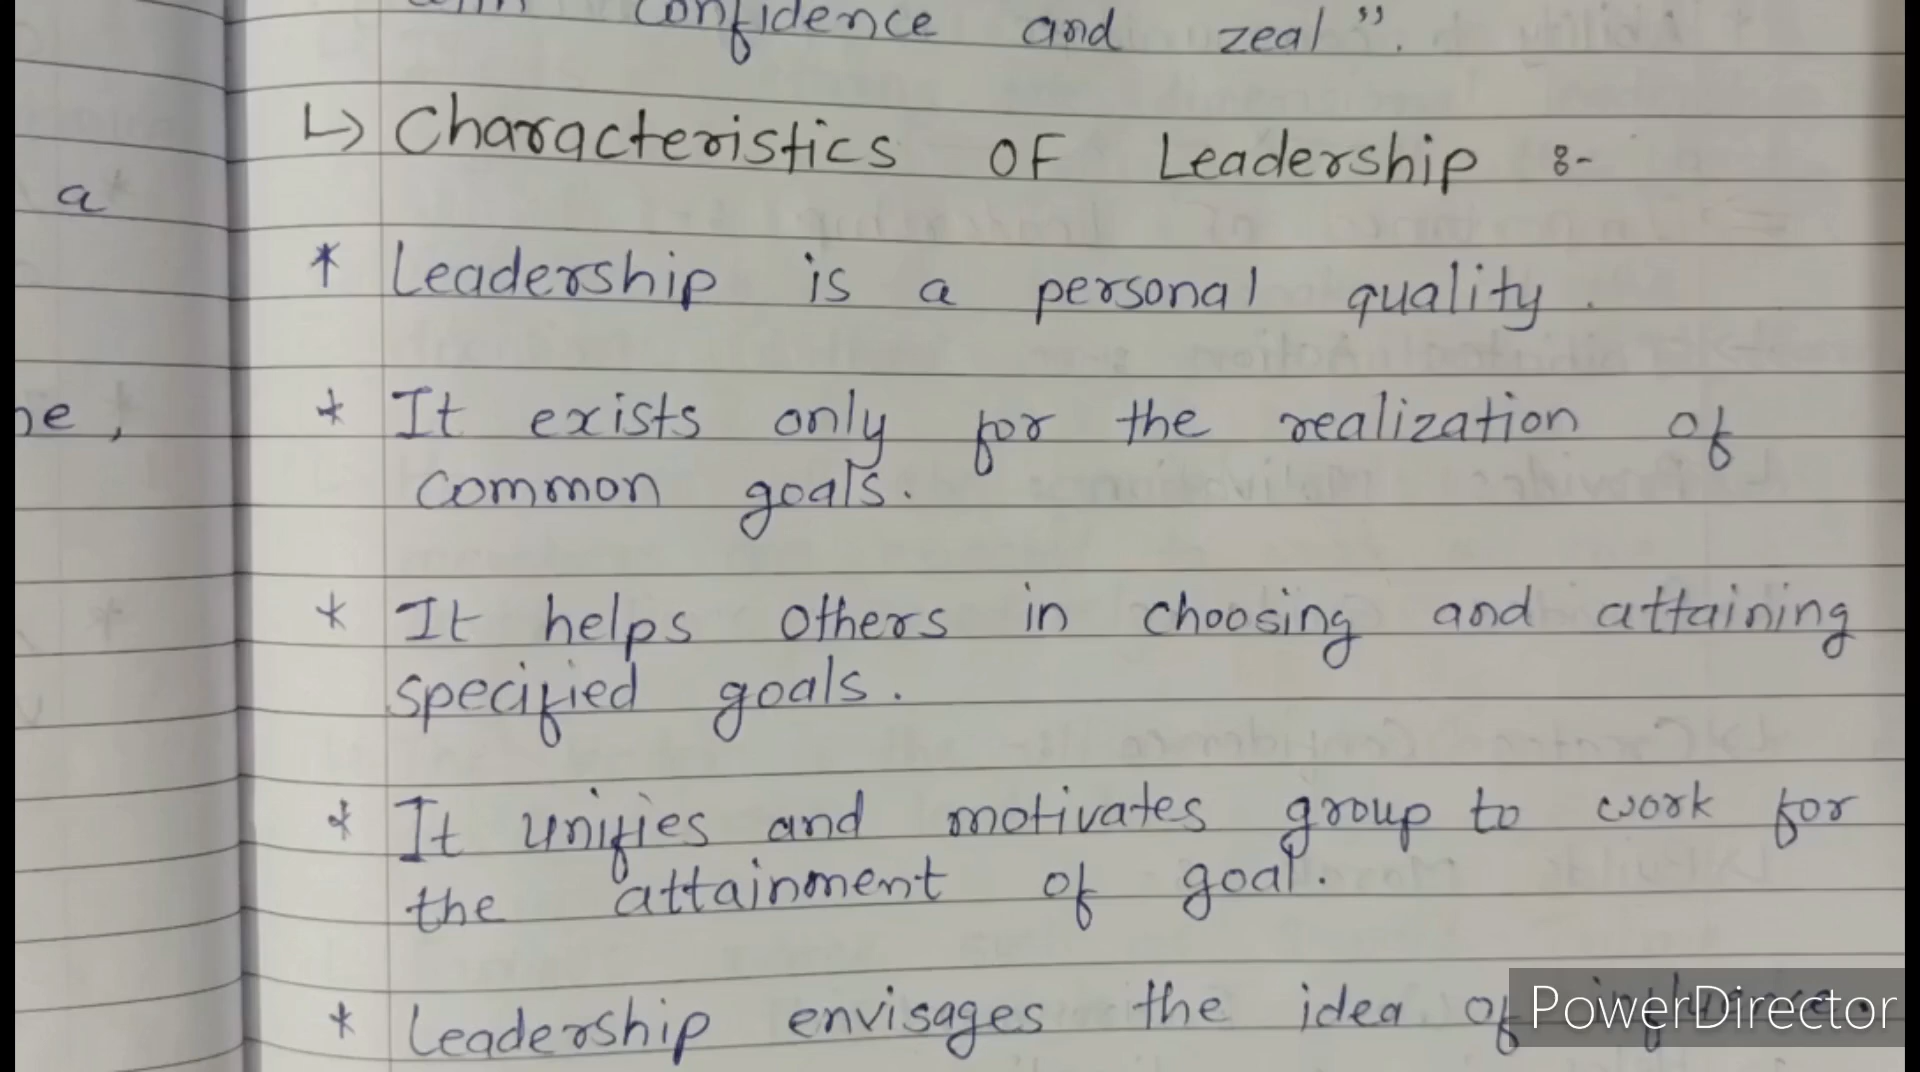 confidence and zeal”.
↳ Characteristics OF Leadership :-
a
* Leadership is a personal quality.
* It exists only for the realization of
common goals.
* It helps others in choosing and attaining
specified goals.
* It unifies and motivates group to work for
the attainment of goal.
* Leadership envisages the idea of influence.
PowerDirector